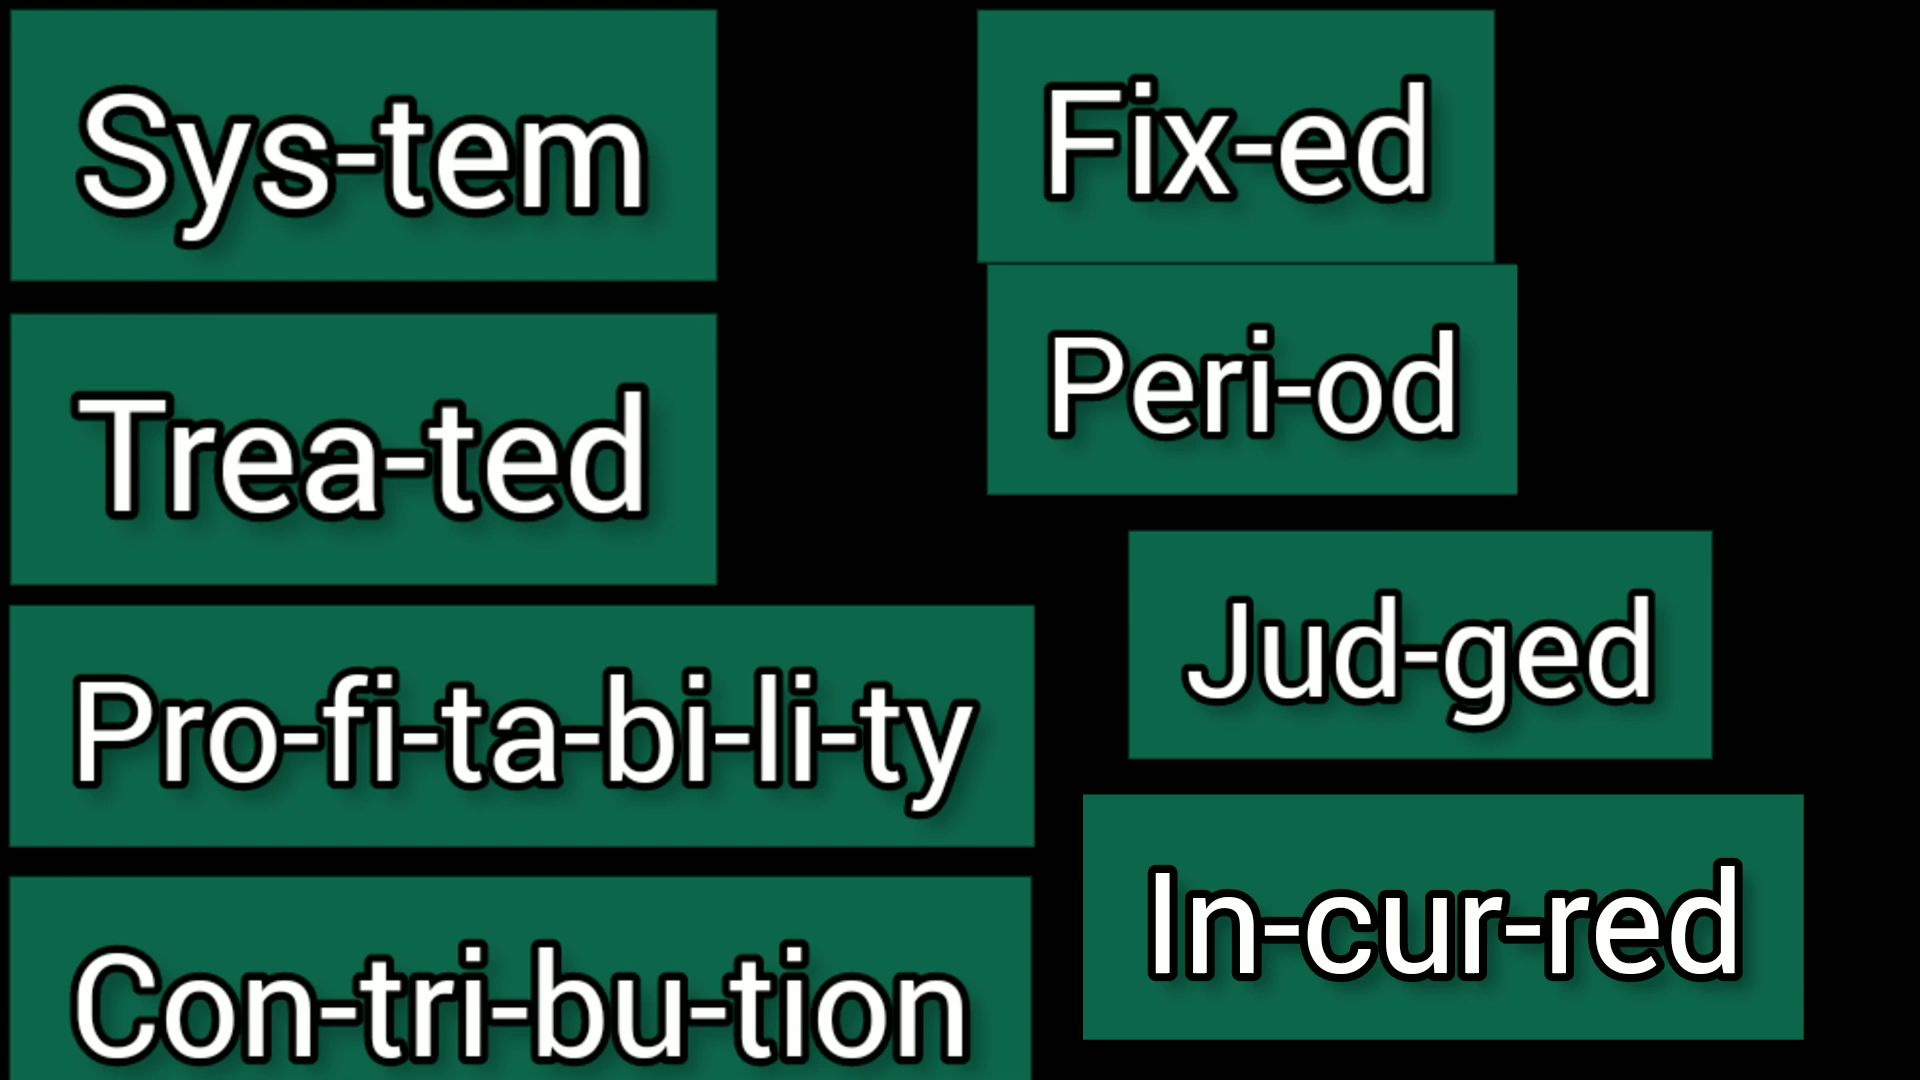 Sys-tem
Trea-ted
Pro-fi-ta-bi-li-ty
Con-tri-bu-tion
Fix-ed
Peri-od
Jud-ged
In-cur-red